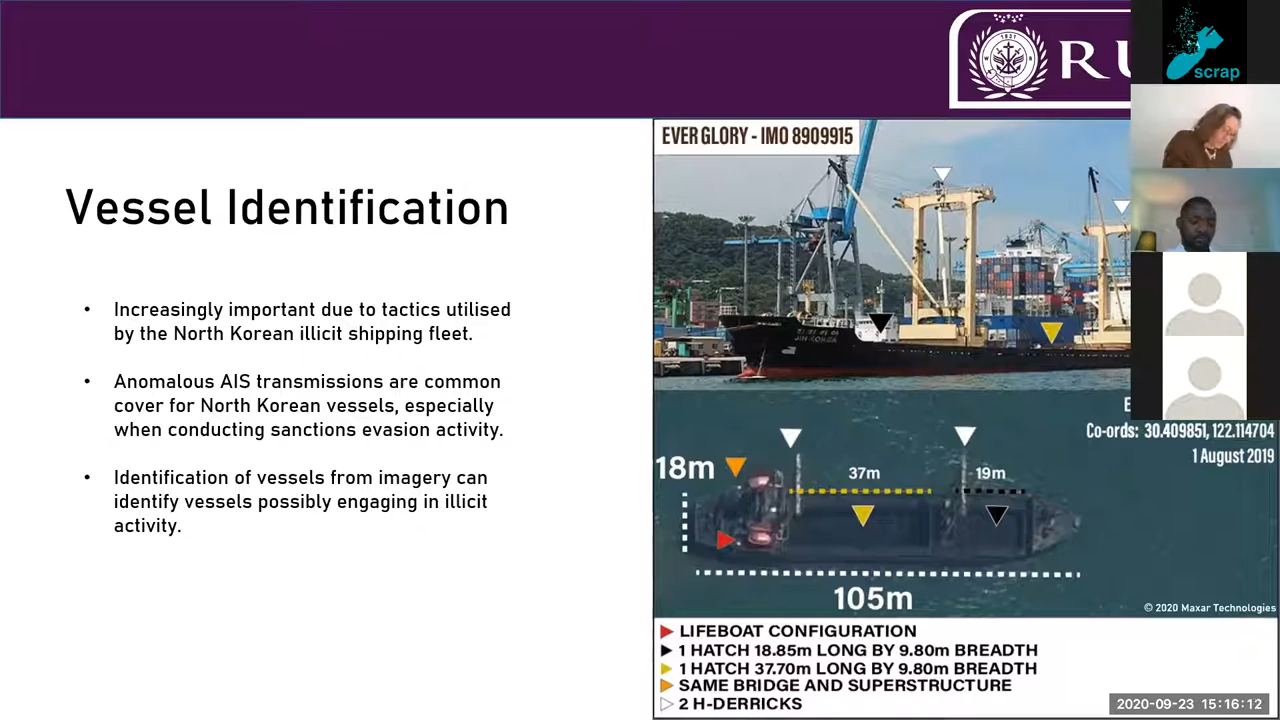 RU
scrap
1831
EVER GLORY - IMO 8909915
Vessel Identification
• Increasingly important due to tactics utilised
by the North Korean illicit shipping fleet.
• Anomalous AIS transmissions are common
cover for North Korean vessels, especially
when conducting sanctions evasion activity.
• Identification of vessels from imagery can
identify vessels possibly engaging in illicit
activity.
E
Co-ords: 30.409851, 122.114704
1 August 2019
18m
37m
19m
105m
© 2020 Maxar Technologies
LIFEBOAT CONFIGURATION
1 HATCH 18.85m LONG BY 9.80m BREADTH
1 HATCH 37.70m LONG BY 9.80m BREADTH
SAME BRIDGE AND SUPERSTRUCTURE
2 H-DERRICKS
2020-09-23 15:16:12